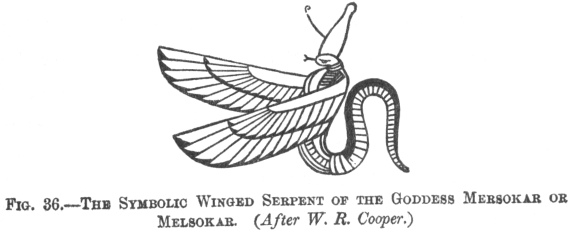 FIG. 36.—THE SYMBOLIC WINGED SERPENT OF THE GODDESS MERSOKAR OR
MELSOKAR. (After W. R. Cooper.)